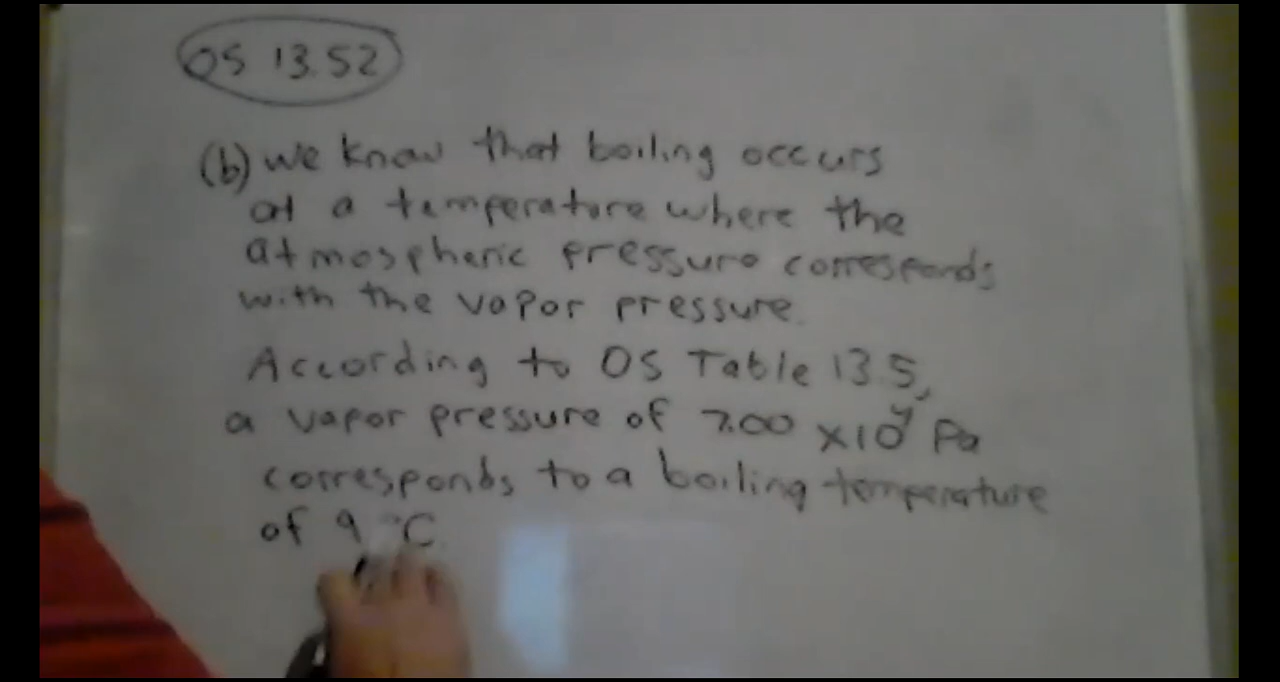 OS 13.52
(b) we know that boiling occurs
at a temperature where the
atmospheric pressure corresponds
with the vapor pressure.
According to OS Table 13.5,
a vapor pressure of 7.00 x10⁴ Pa
corresponds to a boiling temperature
of 9 °C